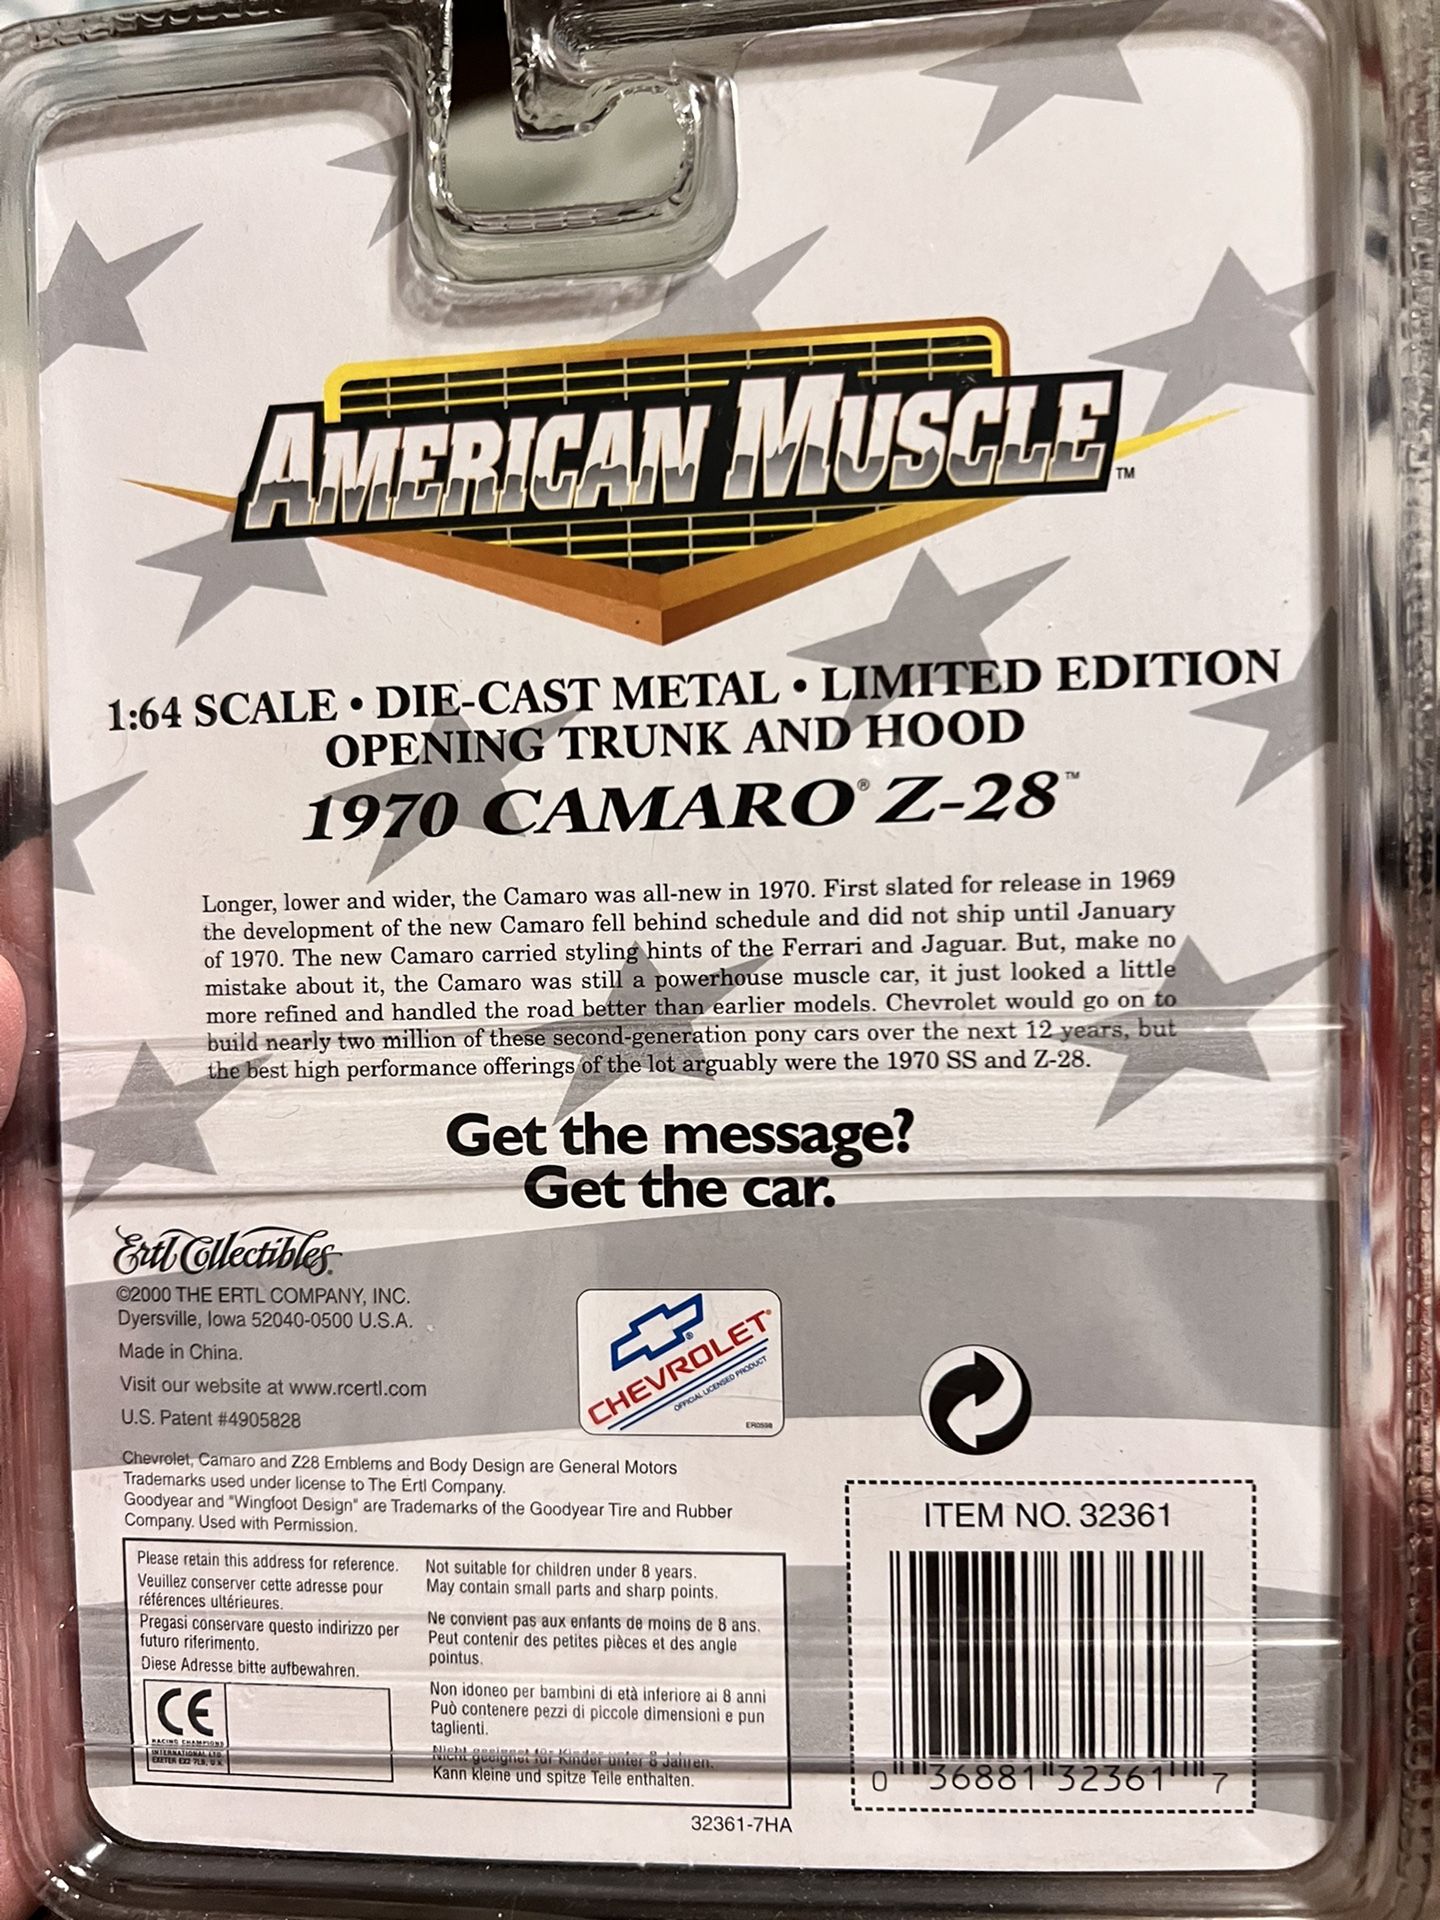 AMERICAN MUSCLE™
1:64 SCALE • DIE-CAST METAL • LIMITED EDITION
OPENING TRUNK AND HOOD
1970 CAMARO® Z-28™
Longer, lower and wider, the Camaro was all-new in 1970. First slated for release in 1969
the development of the new Camaro fell behind schedule and did not ship until January
of 1970. The new Camaro carried styling hints of the Ferrari and Jaguar. But, make no
mistake about it, the Camaro was still a powerhouse muscle car, it just looked a little
more refined and handled the road better than earlier models. Chevrolet would go on to
build nearly two million of these second-generation pony cars over the next 12 years, but
the best high performance offerings of the lot arguably were the 1970 SS and Z-28.
Get the message?
Get the car.
Ertl Collectibles
©2000 THE ERTL COMPANY, INC.
Dyersville, Iowa 52040-0500 U.S.A.
Made in China.
Visit our website at www.rcertl.com
U.S. Patent #4905828
CHEVROLET®
OFFICIAL LICENSED PRODUCT
ER0598
Chevrolet, Camaro and Z28 Emblems and Body Design are General Motors
Trademarks used under license to The Ertl Company.
Goodyear and "Wingfoot Design" are Trademarks of the Goodyear Tire and Rubber
Company. Used with Permission.
Please retain this address for reference.
Veuillez conserver cette adresse pour
références ultérieures.
Pregasi conservare questo indirizzo per
futuro riferimento.
Diese Adresse bitte aufbewahren.
CE
RACING CHAMPIONS
INTERNATIONAL LTD
EXETER EX2 7LB, U.K.
Not suitable for children under 8 years.
May contain small parts and sharp points.
Ne convient pas aux enfants de moins de 8 ans.
Peut contenir des petites pièces et des angle
pointus.
Non idoneo per bambini di età inferiore ai 8 anni
Può contenere pezzi di piccole dimensioni e pun
taglienti.
Nicht geeignet für Kinder unter 8 Jahren.
Kann kleine und spitze Teile enthalten.
32361-7HA
ITEM NO. 32361
0 36881 32361 7